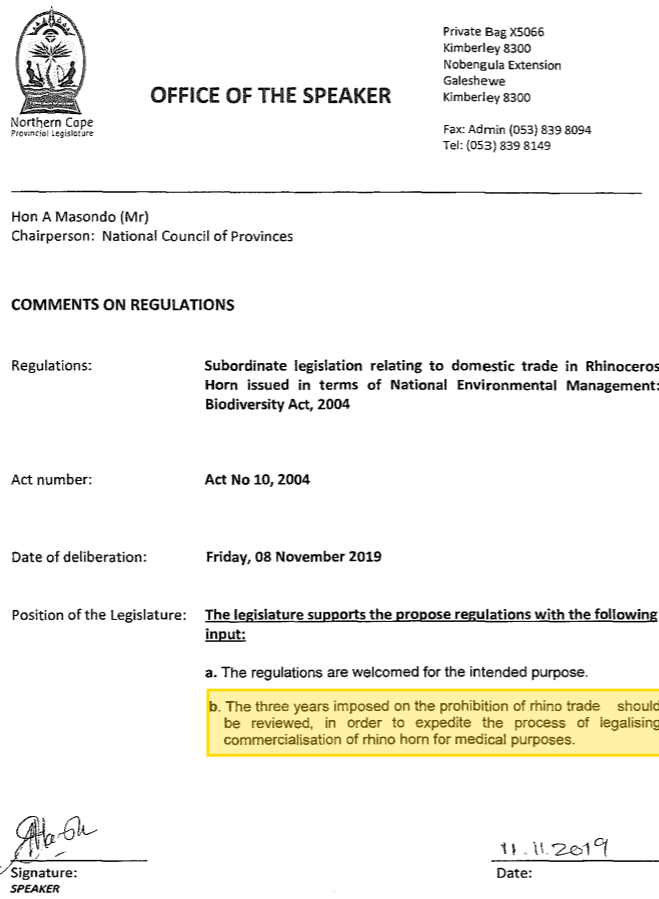 Northern Cape
Provincial Legislature
OFFICE OF THE SPEAKER
Private Bag X5066
Kimberley 8300
Nobengula Extension
Galeshewe
Kimberley 8300
Fax: Admin (053) 839 8094
Tel: (053) 839 8149
Hon A Masondo (Mr)
Chairperson: National Council of Provinces
COMMENTS ON REGULATIONS
Regulations: Subordinate legislation relating to domestic trade in Rhinoceros
Horn issued in terms of National Environmental Management:
Biodiversity Act, 2004
Act number: Act No 10, 2004
Date of deliberation: Friday, 08 November 2019
Position of the Legislature: The legislature supports the propose regulations with the following
input:
a. The regulations are welcomed for the intended purpose.
b. The three years imposed on the prohibition of rhino trade should
be reviewed, in order to expedite the process of legalising
commercialisation of rhino horn for medical purposes.
11.11.2019
Signature: Date:
SPEAKER